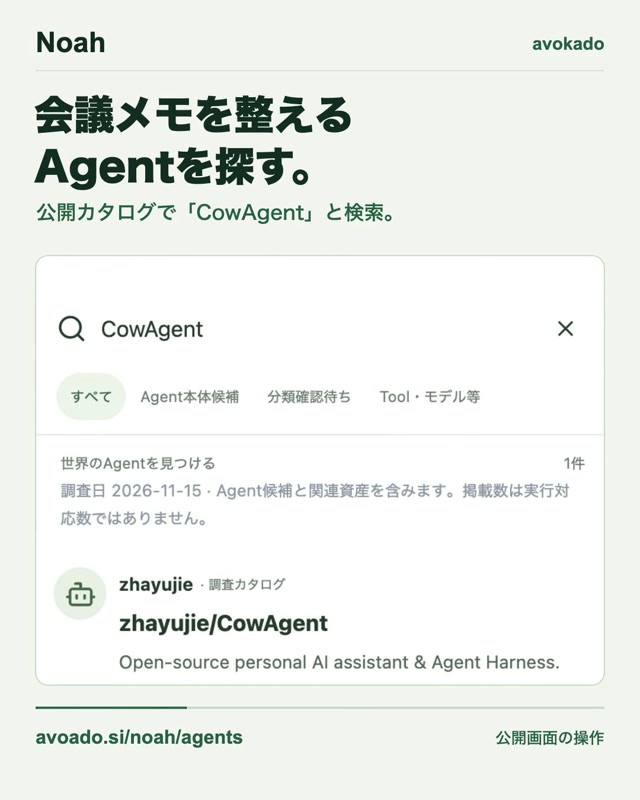 Noah
avokado
会議メモを整える
Agentを探す。
公開カタログで「CowAgent」と検索。
CowAgent
すべて
Agent本体候補
分類確認待ち
Tool・モデル等
世界のAgentを見つける
1件
調査日 2026-11-15 · Agent候補と関連資産を含みます。掲載数は実行対
応数ではありません。
zhayujie · 調査カタログ
zhayujie/CowAgent
Open-source personal AI assistant & Agent Harness.
avoado.si/noah/agents
公開画面の操作